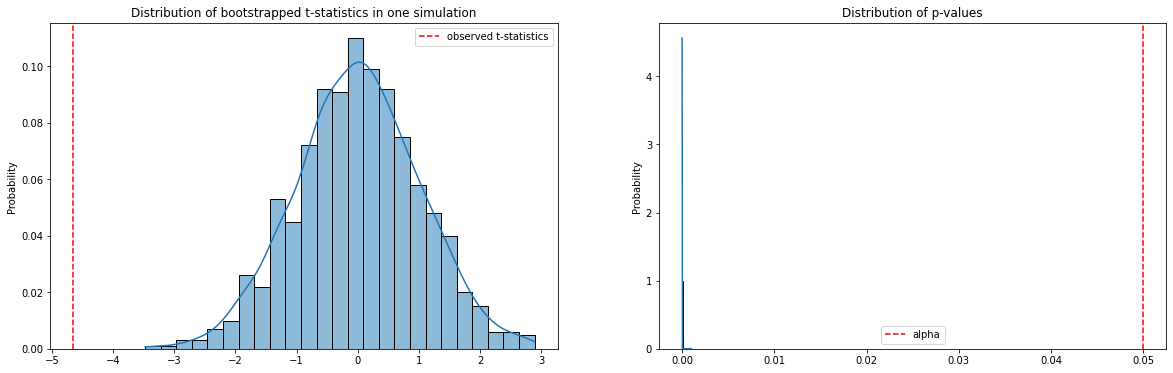 Distribution of bootstrapped t-statistics in one simulation
observed t-statistics
Probability
0.10
0.08
0.06
0.04
0.02
0.00
−5 −4 −3 −2 −1 0 1 2 3
Distribution of p-values
Probability
4
3
2
1
0
alpha
0.00 0.01 0.02 0.03 0.04 0.05